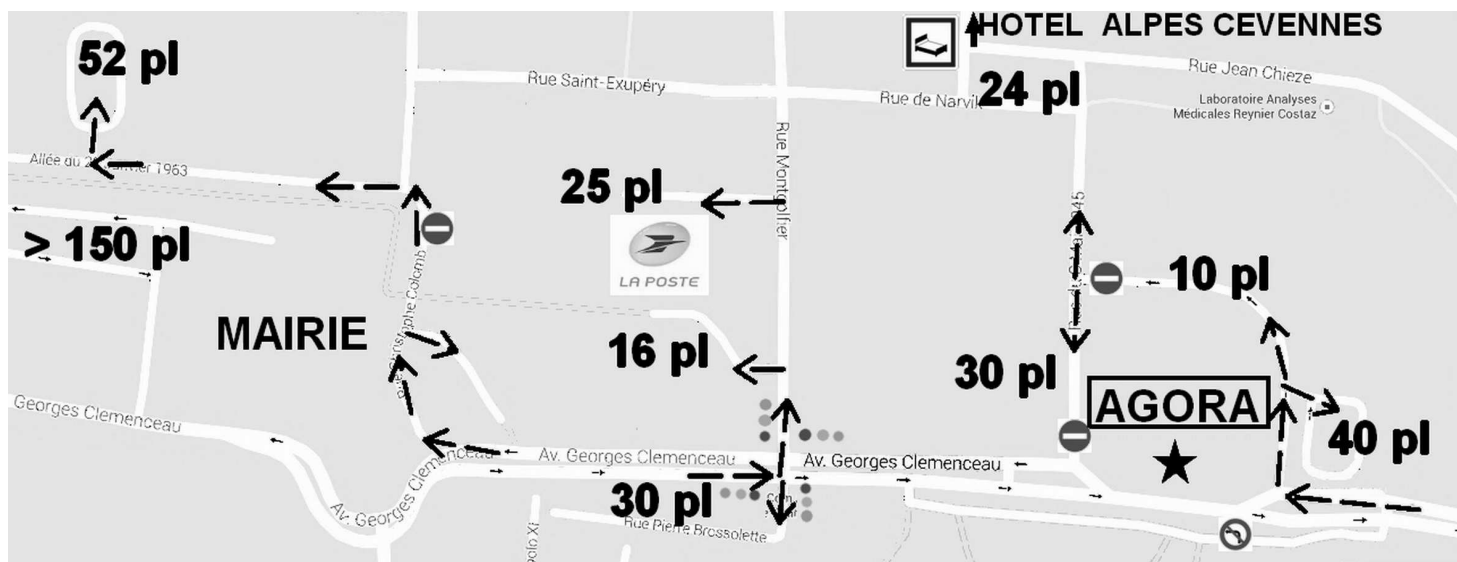 HOTEL ALPES CEVENNES
52 pl
Rue Saint-Exupéry
Rue Jean Chieze
24 pl
Rue de Narvik
Laboratoire Analyses
Médicales Reynier Costaz
Rue Montgolfier
Allée du
1963
25 pl
> 150 pl
LA POSTE
10 pl
MAIRIE
16 pl
30 pl
AGORA
40 pl
Georges Clemenceau
Av. Georges Clemenceau
Av. Georges Clemenceau
Av. Georges Clemenceau
30 pl
Rue Pierre Brossolette